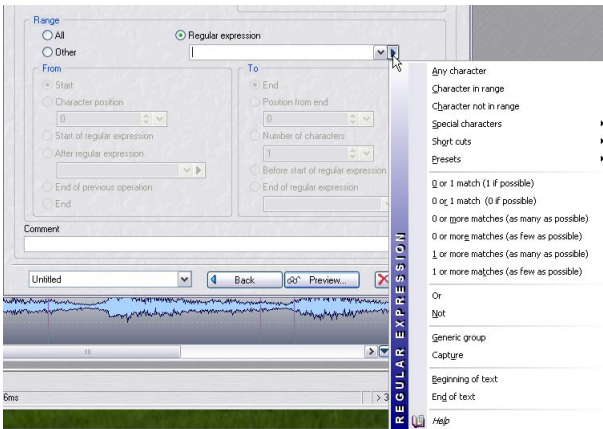 Range
All
Regular expression
Other
From
To
Start
End
Character position
Position from end
0
0
Start of regular expression
Number of characters
After regular expression
1
Before start of regular expression
End of previous operation
End of regular expression
End
Comment
Untitled
Back
Preview...
6ms
> 3
REGULAR EXPRESSION
Any character
Character in range
Character not in range
Special characters
Short cuts
Presets
0 or 1 match (1 if possible)
0 or 1 match (0 if possible)
0 or more matches (as many as possible)
0 or more matches (as few as possible)
1 or more matches (as many as possible)
1 or more matches (as few as possible)
Or
Not
Generic group
Capture
Beginning of text
End of text
Help